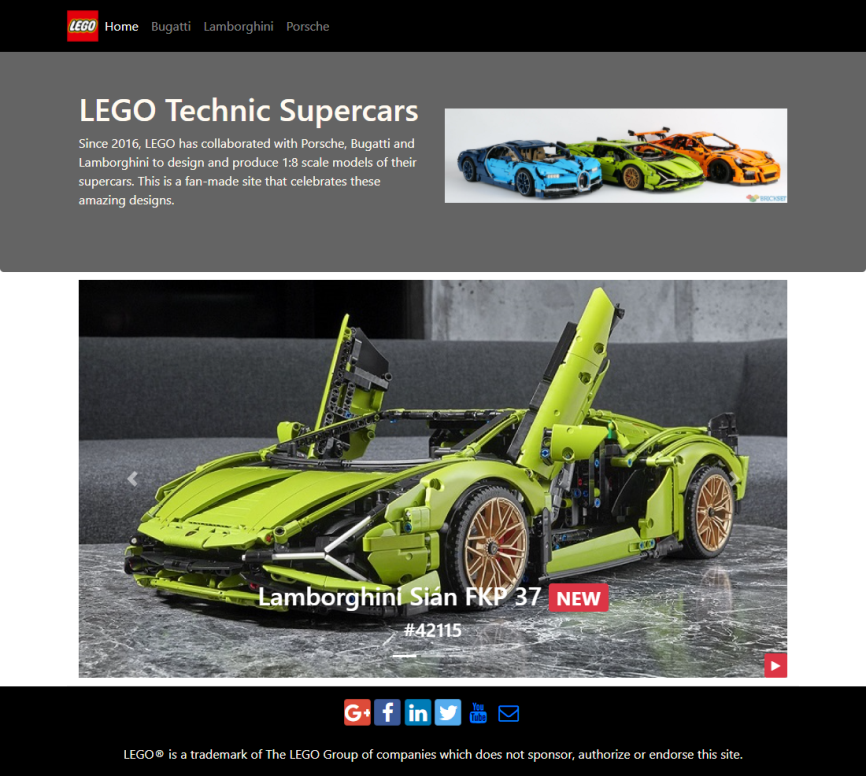 LEGO Home Bugatti Lamborghini Porsche
LEGO Technic Supercars
Since 2016, LEGO has collaborated with Porsche, Bugatti and
Lamborghini to design and produce 1:8 scale models of their
supercars. This is a fan-made site that celebrates these
amazing designs.
Lamborghini Sián FKP 37 NEW
#42115
G+ f in You Tube
LEGO® is a trademark of The LEGO Group of companies which does not sponsor, authorize or endorse this site.